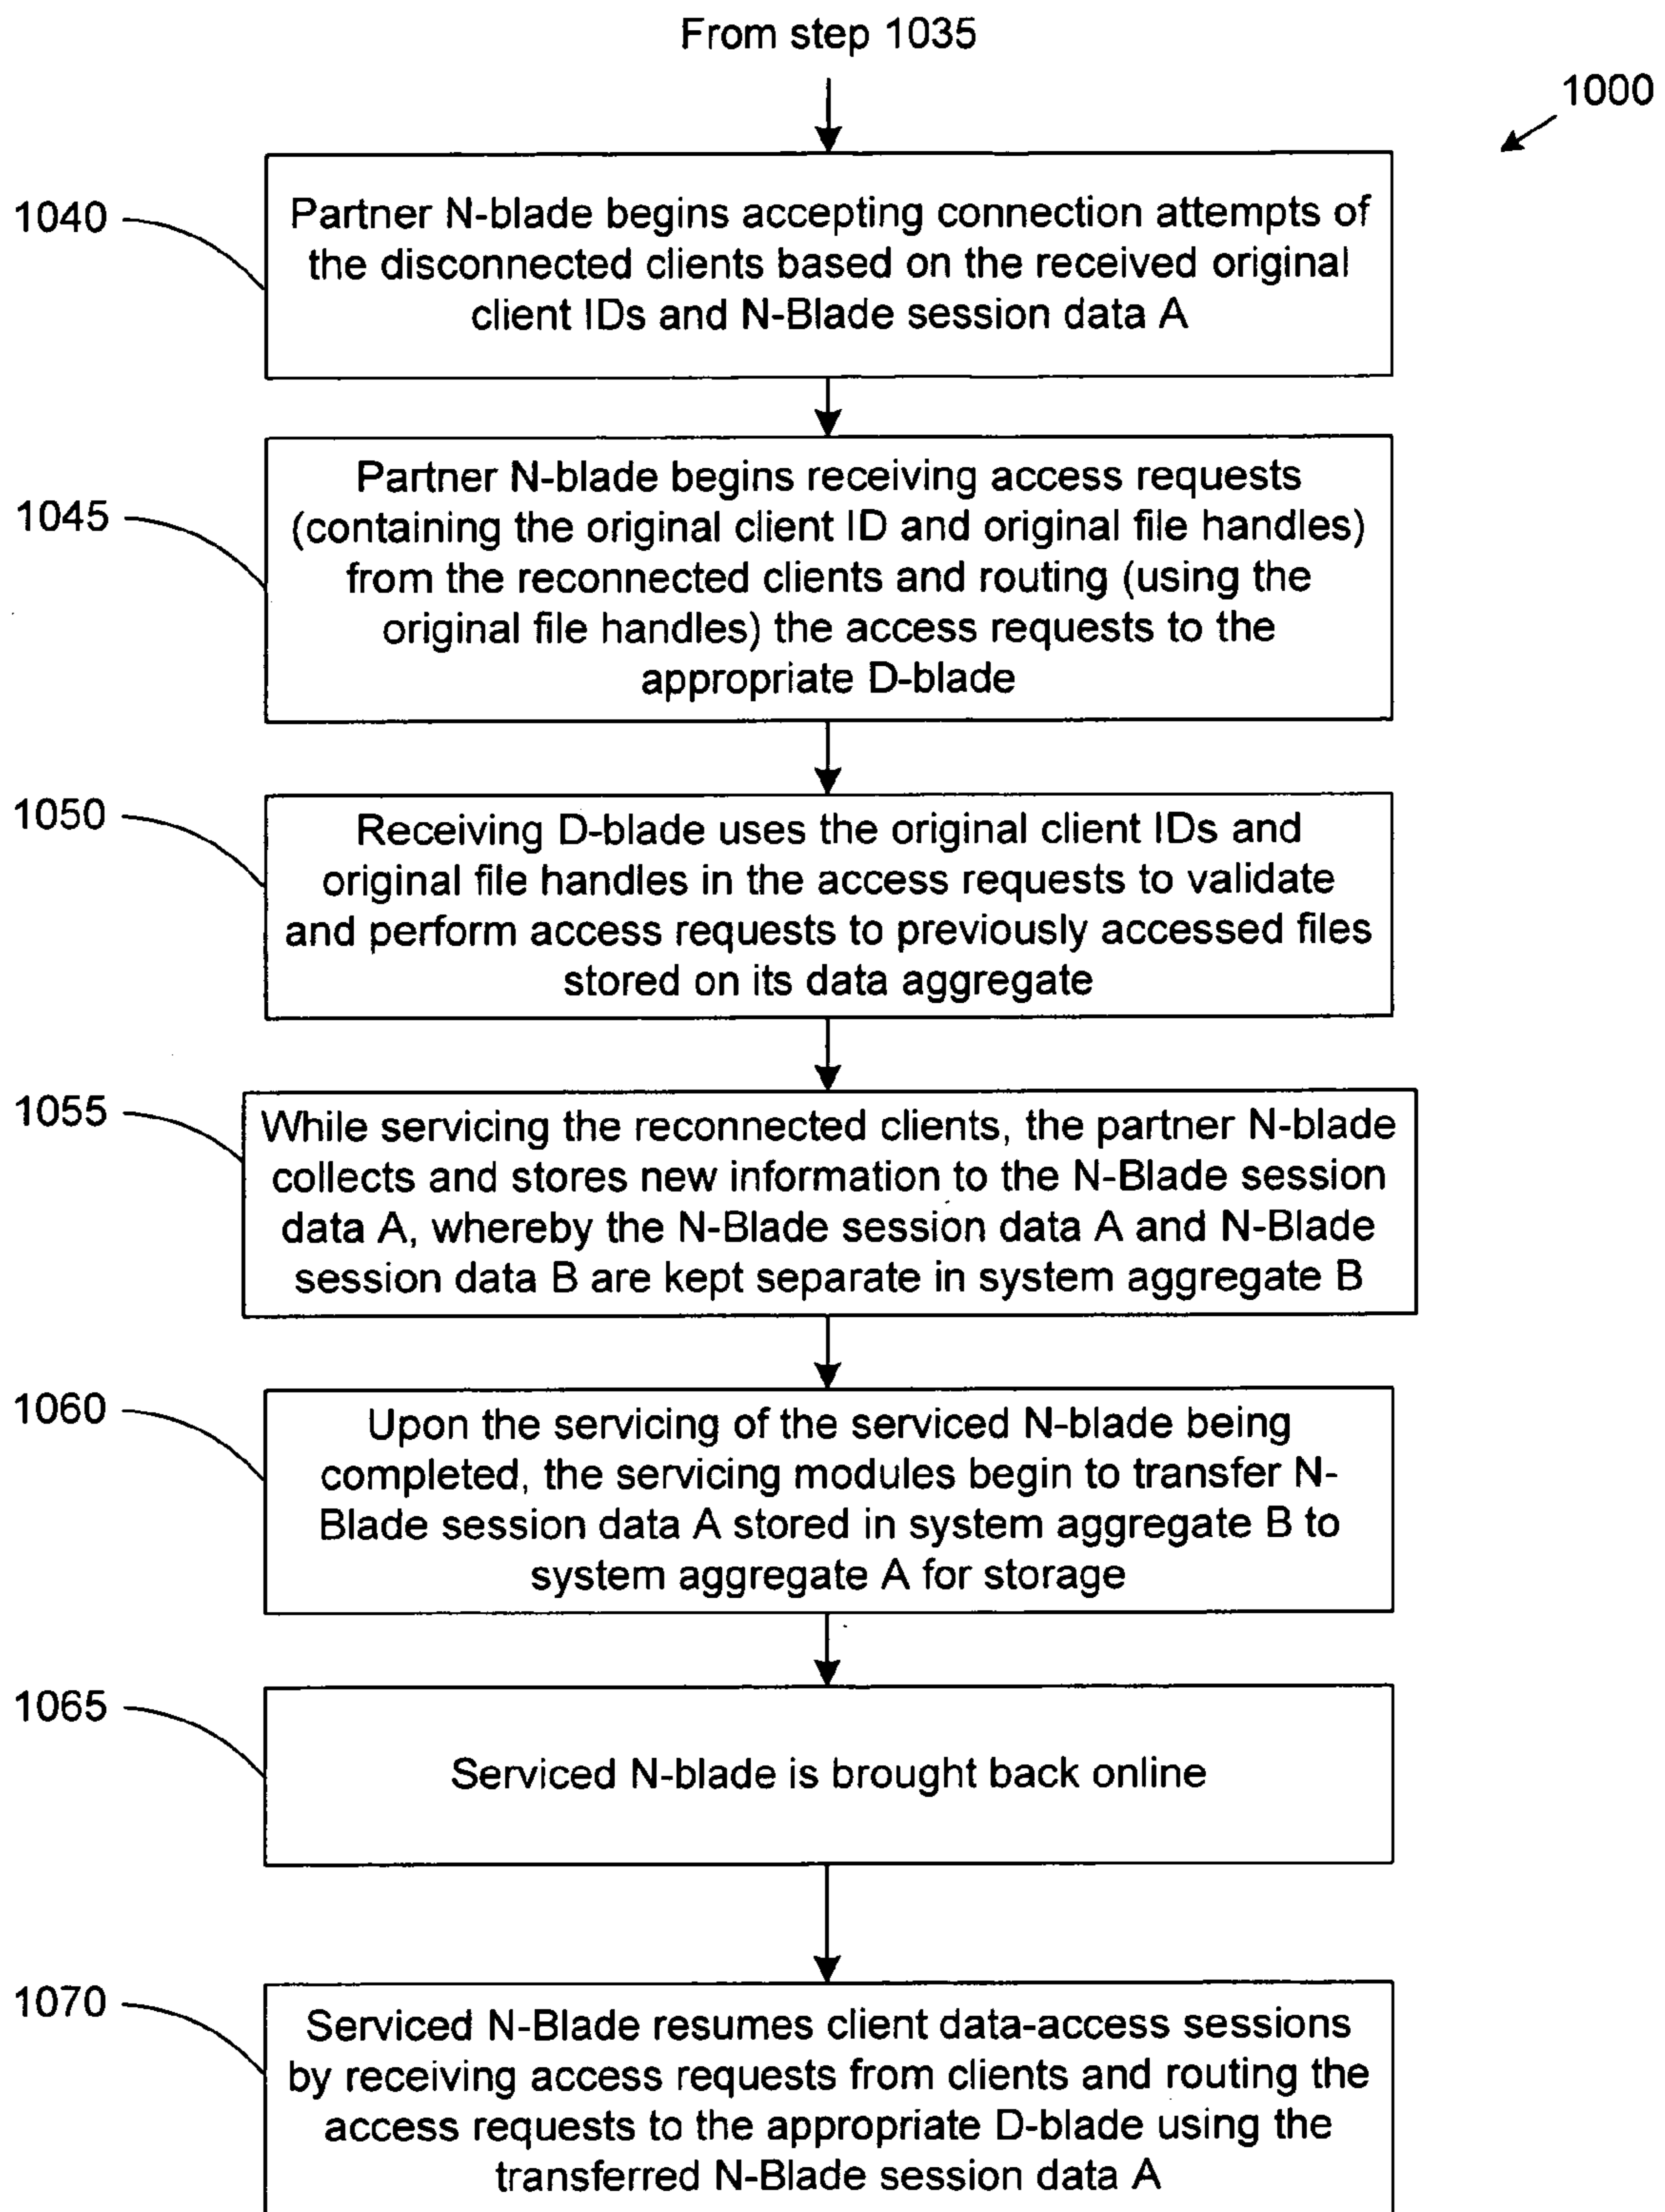 From step 1035
1000
1040
Partner N-blade begins accepting connection attempts of
the disconnected clients based on the received original
client IDs and N-Blade session data A
1045
Partner N-blade begins receiving access requests
(containing the original client ID and original file handles)
from the reconnected clients and routing (using the
original file handles) the access requests to the
appropriate D-blade
1050
Receiving D-blade uses the original client IDs and
original file handles in the access requests to validate
and perform access requests to previously accessed files
stored on its data aggregate
1055
While servicing the reconnected clients, the partner N-blade
collects and stores new information to the N-Blade session
data A, whereby the N-Blade session data A and N-Blade
session data B are kept separate in system aggregate B
1060
Upon the servicing of the serviced N-blade being
completed, the servicing modules begin to transfer N-
Blade session data A stored in system aggregate B to
system aggregate A for storage
1065
Serviced N-blade is brought back online
1070
Serviced N-Blade resumes client data-access sessions
by receiving access requests from clients and routing the
access requests to the appropriate D-blade using the
transferred N-Blade session data A